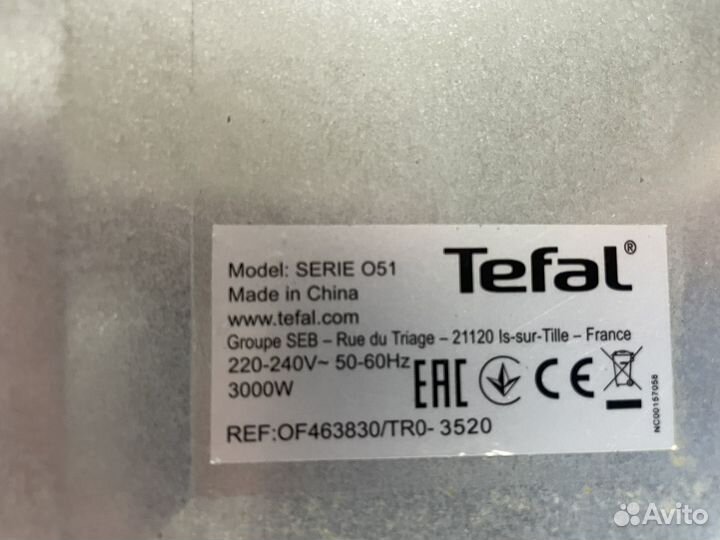 Tefal®
Model: SERIE O51
Made in China
www.tefal.com
Groupe SEB – Rue du Triage – 21120 Is-sur-Tille – France
220-240V~ 50-60Hz
3000W
EAC CE
REF:OF463830/TR0- 3520
NC00157058
Avito